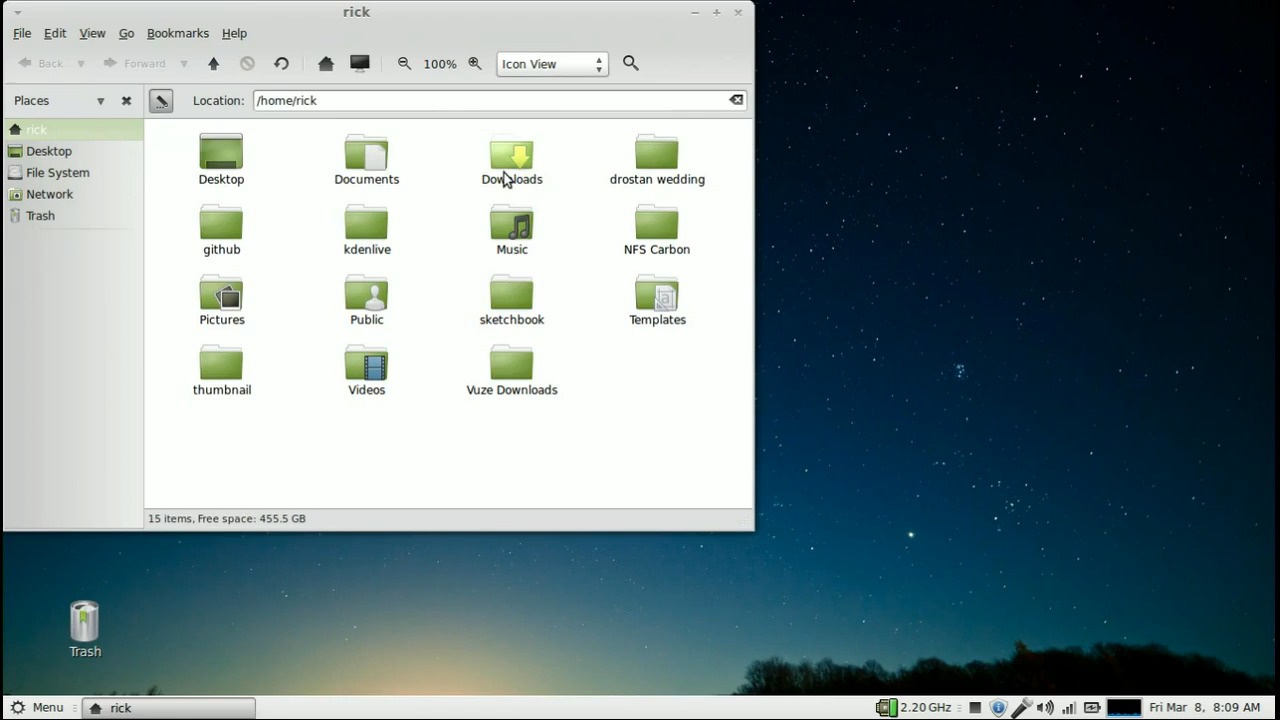 rick
File Edit View Go Bookmarks Help
Back Forward 100% Icon View
Places Location: /home/rick
rick
Desktop
File System
Network
Trash
Desktop Documents Downloads drostan wedding
github kdenlive Music NFS Carbon
Pictures Public sketchbook Templates
thumbnail Videos Vuze Downloads
15 items, Free space: 455.5 GB
Trash
Menu rick 2.20 GHz Fri Mar 8, 8:09 AM